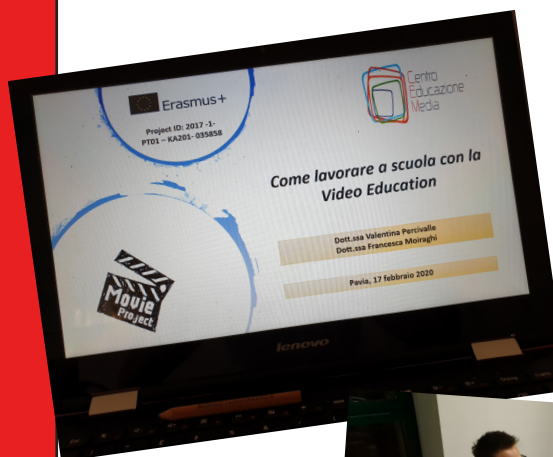 Erasmus+
Project ID: 2017 -1-
PT01 – KA201- 035858
Centro
Educazione
Media
Come lavorare a scuola con la
Video Education
Dott.ssa Valentina Percivalle
Dott.ssa Francesca Moiraghi
Pavia, 17 febbraio 2020
Movie
Project
lenovo